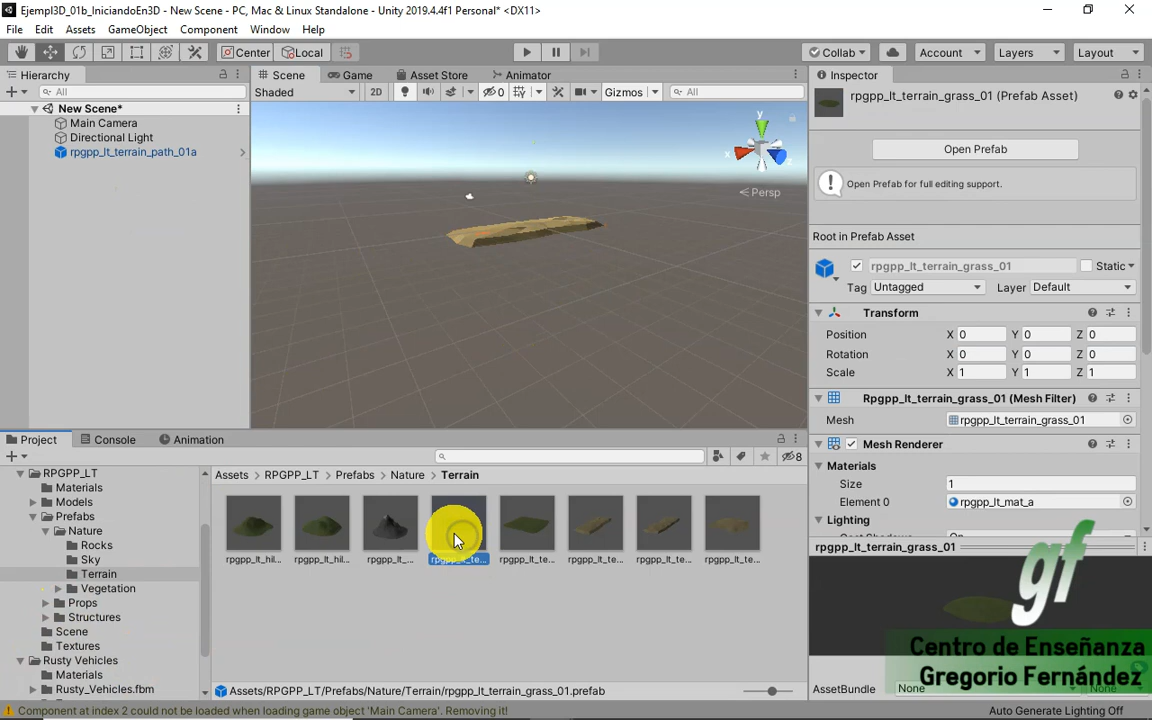 Ejempl3D_01b_IniciandoEn3D - New Scene - PC, Mac & Linux Standalone - Unity 2019.4.4f1 Personal* <DX11>
File Edit Assets GameObject Component Window Help
Center Local Collab Account Layers Layout
Hierarchy Scene Game Asset Store Animator Inspector
All Shaded 2D 0 Gizmos All
New Scene*
Main Camera
Directional Light
rpgpp_lt_terrain_path_01a
y
x
z
Persp
rpgpp_lt_terrain_grass_01 (Prefab Asset)
Open Prefab
Open Prefab for full editing support.
Root in Prefab Asset
rpgpp_lt_terrain_grass_01 Static
Tag Untagged Layer Default
Transform
Position X 0 Y 0 Z 0
Rotation X 0 Y 0 Z 0
Scale X 1 Y 1 Z 1
Rpgpp_lt_terrain_grass_01 (Mesh Filter)
Mesh rpgpp_lt_terrain_grass_01
Mesh Renderer
Materials
Size 1
Element 0 rpgpp_lt_mat_a
Lighting
rpgpp_lt_terrain_grass_01
AssetBundle None
Project Console Animation
8
RPGPP_LT
Materials
Models
Prefabs
Nature
Rocks
Sky
Terrain
Vegetation
Props
Structures
Scene
Textures
Rusty Vehicles
Materials
Rusty_Vehicles.fbm
Assets > RPGPP_LT > Prefabs > Nature > Terrain
rpgpp_lt_hil... rpgpp_lt_hil... rpgpp_lt_... rpgpp_lt_te... rpgpp_lt_te... rpgpp_lt_te... rpgpp_lt_te... rpgpp_lt_te...
Assets/RPGPP_LT/Prefabs/Nature/Terrain/rpgpp_lt_terrain_grass_01.prefab
gf
Centro de Enseñanza
Gregorio Fernández
Component at index 2 could not be loaded when loading game object 'Main Camera'. Removing it!
Auto Generate Lighting Off